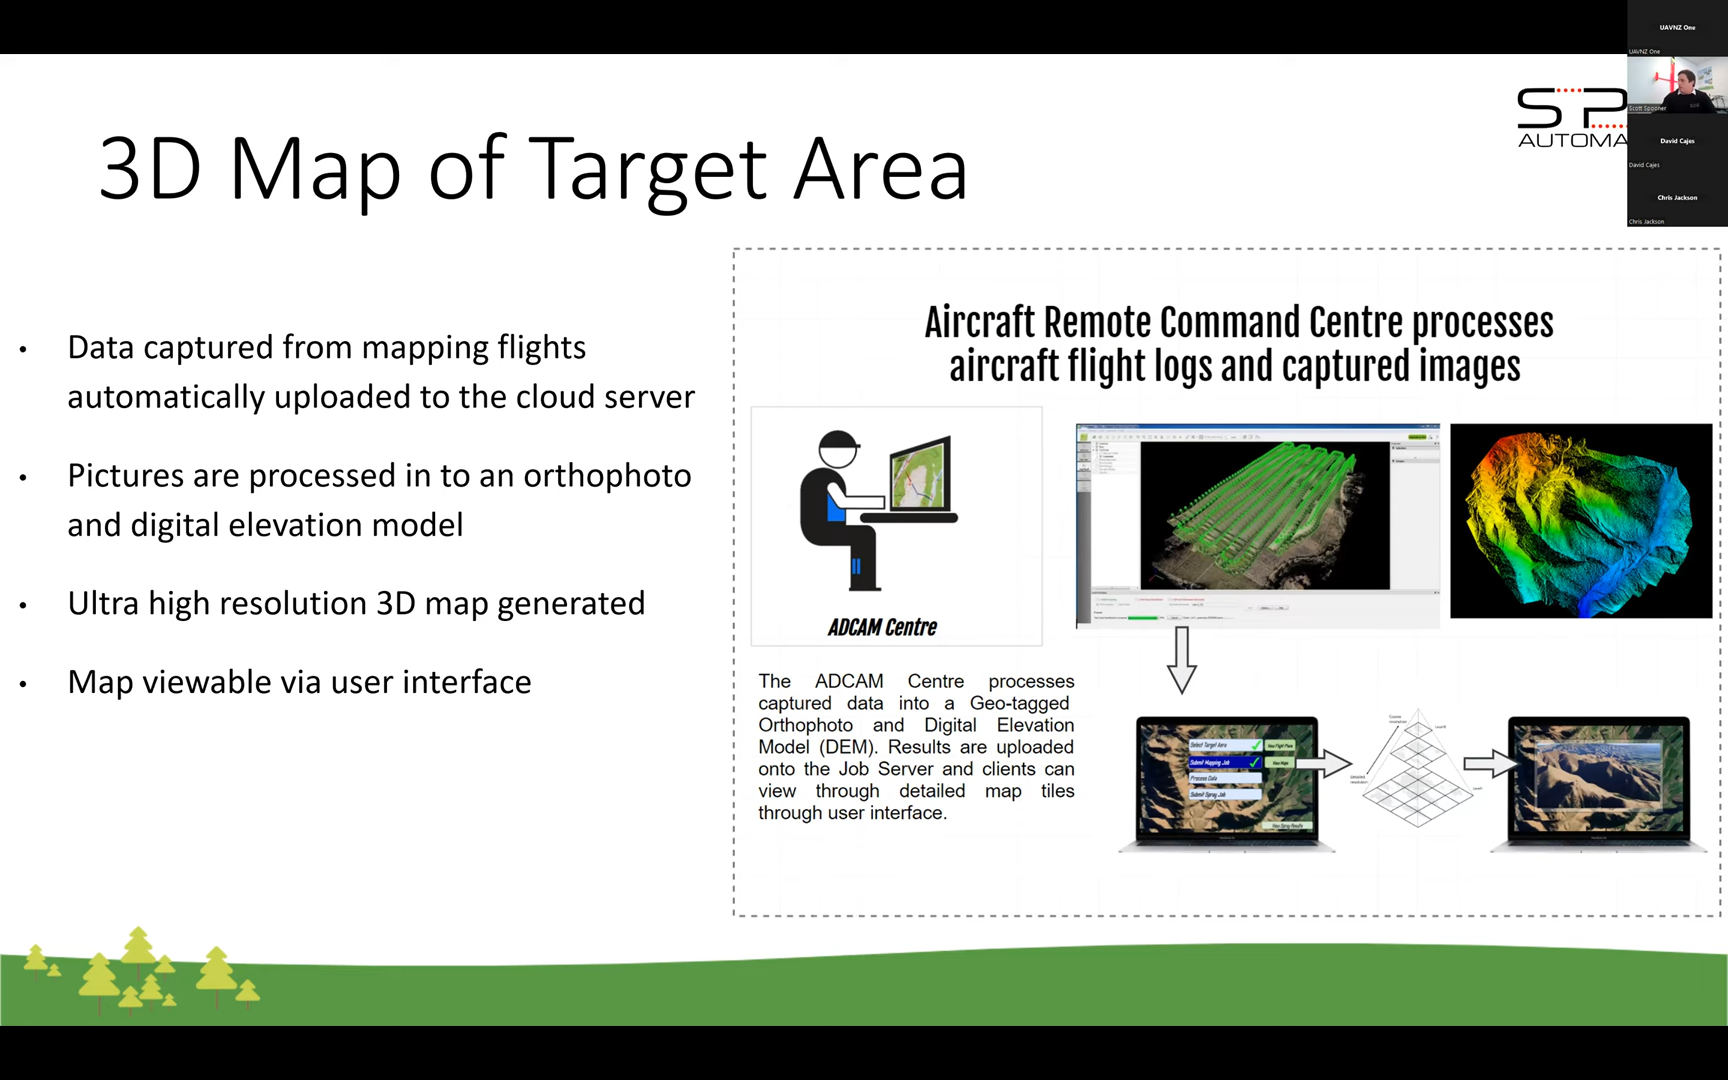 UAVNZ One
UAVNZ One
Scott Spooner
David Cajes
David Cajes
Chris Jackson
Chris Jackson
AUTOMA
3D Map of Target Area
• Data captured from mapping flights
automatically uploaded to the cloud server
• Pictures are processed in to an orthophoto
and digital elevation model
• Ultra high resolution 3D map generated
• Map viewable via user interface
Aircraft Remote Command Centre processes
aircraft flight logs and captured images
ADCAM Centre
The ADCAM Centre processes
captured data into a Geo-tagged
Orthophoto and Digital Elevation
Model (DEM). Results are uploaded
onto the Job Server and clients can
view through detailed map tiles
through user interface.
Select Target Area
View Flight Plans
Submit Mapping Job
View Maps
Process Data
Submit Spray Job
View Spray Results